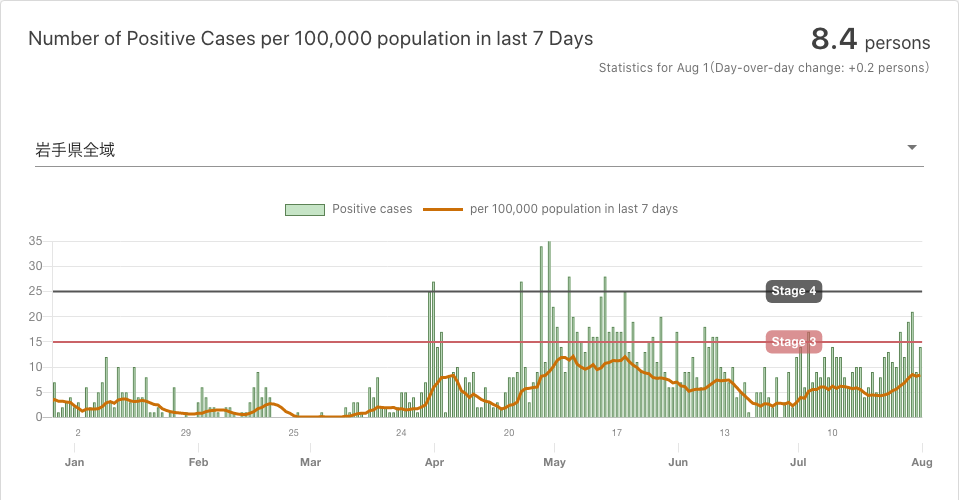 Number of Positive Cases per 100,000 population in last 7 Days
8.4 persons
Statistics for Aug 1(Day-over-day change: +0.2 persons)
岩手県全域
Positive cases per 100,000 population in last 7 days
35
30
25
20
15
10
5
0
Stage 4
Stage 3
2 29 25 24 20 17 13 10
Jan Feb Mar Apr May Jun Jul Aug